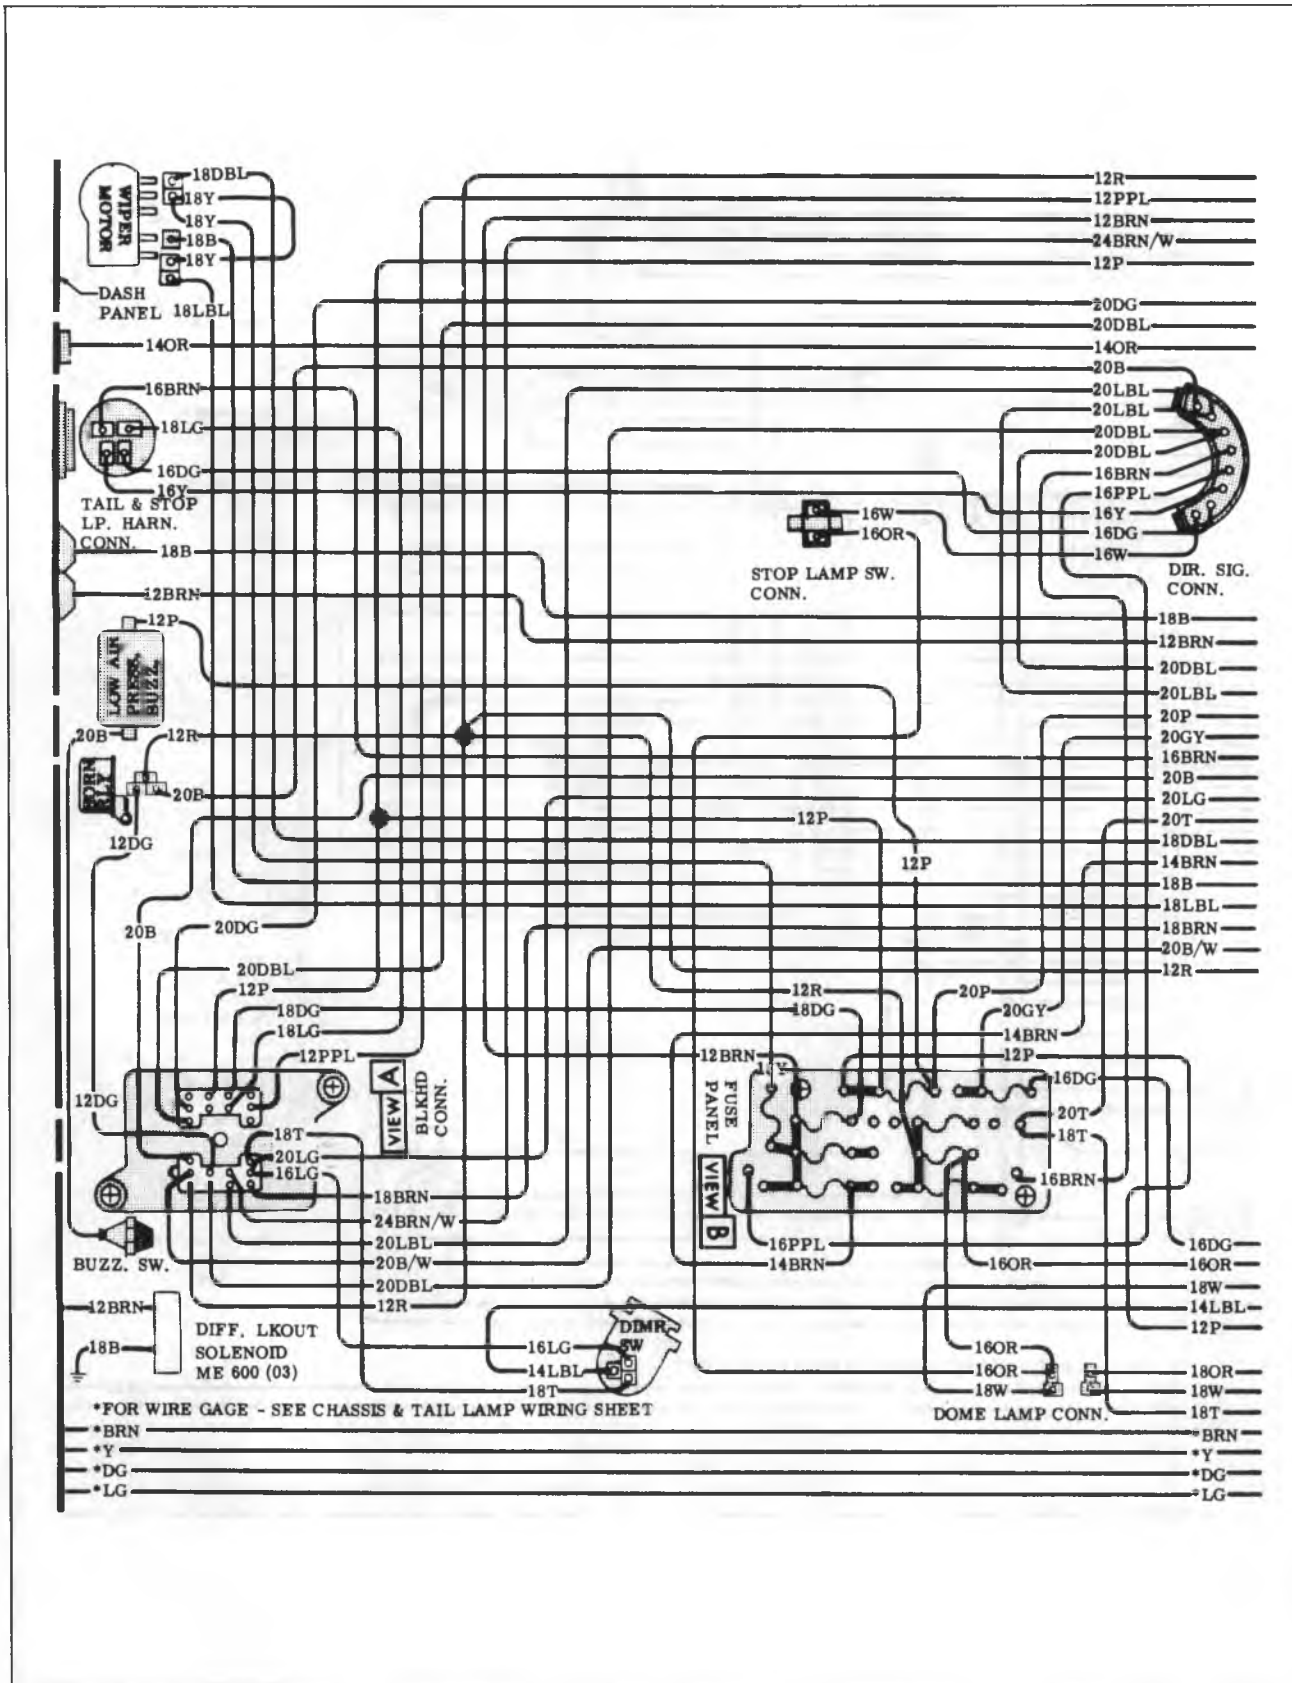 18DBL
18Y
18Y
18B
18Y
WIPER
MOTOR
DASH
PANEL
18LBL
12R
12PPL
12BRN
24BRN/W
12P
20DG
20DBL
14OR
14OR
20B
16BRN
20LBL
20LBL
18LG
20DBL
20DBL
16DG
16BRN
16Y
16PPL
TAIL & STOP
LP. HARN.
CONN.
16W
16Y
16OR
16DG
16W
18B
STOP LAMP SW.
CONN.
DIR. SIG.
CONN.
12BRN
12P
18B
12BRN
LOW AIR
PRESS.
BUZZ.
20DBL
20LBL
20P
20B
12R
20GY
16BRN
HORN
RLY
20B
20B
20LG
12P
20T
12DG
18DBL
12P
14BRN
18B
18LBL
20B
20DG
18BRN
20B/W
20DBL
12R
12P
12R
20P
18DG
18DG
20GY
18LG
14BRN
12PPL
12BRN
12P
VIEW A
BLKHD
CONN.
FUSE
PANEL
16DG
12DG
20T
18T
18T
20LG
16LG
16BRN
18BRN
VIEW B
24BRN/W
20LBL
16PPL
16DG
BUZZ. SW.
20B/W
14BRN
16OR
16OR
20DBL
18W
12BRN
12R
14LBL
DIFF. LKOUT
SOLENOID
ME 600 (03)
DIMR
SW
12P
18B
16LG
16OR
14LBL
16OR
18OR
18T
18W
18W
*FOR WIRE GAGE - SEE CHASSIS & TAIL LAMP WIRING SHEET
DOME LAMP CONN.
18T
*BRN
*BRN
*Y
*Y
*DG
*DG
*LG
*LG